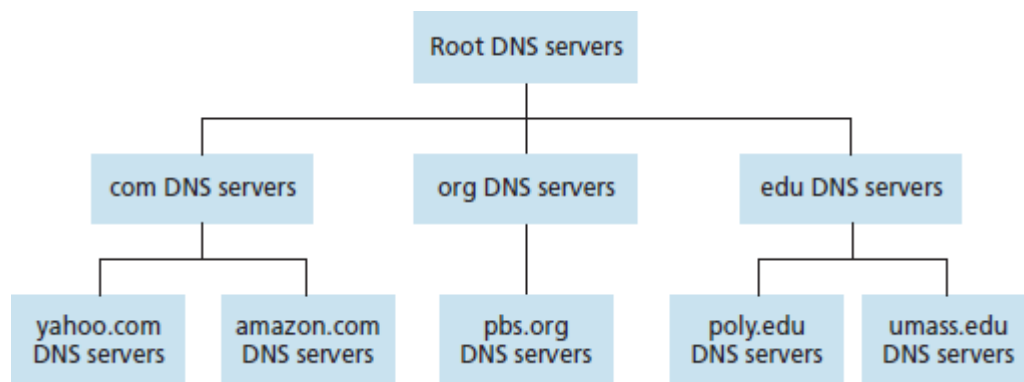 Root DNS servers
com DNS servers
org DNS servers
edu DNS servers
yahoo.com
DNS servers
amazon.com
DNS servers
pbs.org
DNS servers
poly.edu
DNS servers
umass.edu
DNS servers